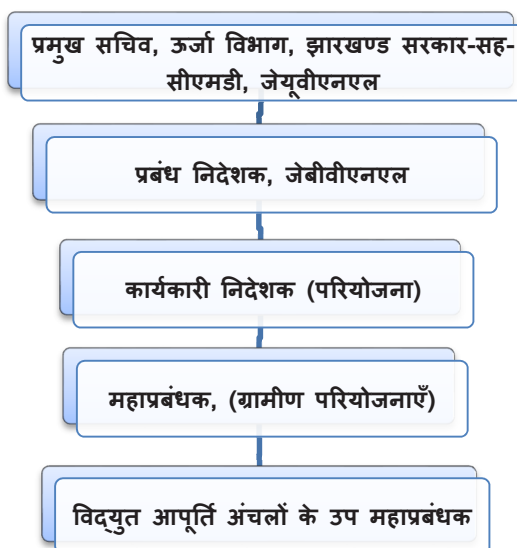 प्रमुख सचिव, ऊर्जा विभाग, झारखण्ड सरकार-सह-
सीएमडी, जेयूवीएनएल
प्रबंध निदेशक, जेबीवीएनएल
कार्यकारी निदेशक (परियोजना)
महाप्रबंधक, (ग्रामीण परियोजनाएँ)
विद्युत आपूर्ति अंचलों के उप महाप्रबंधक